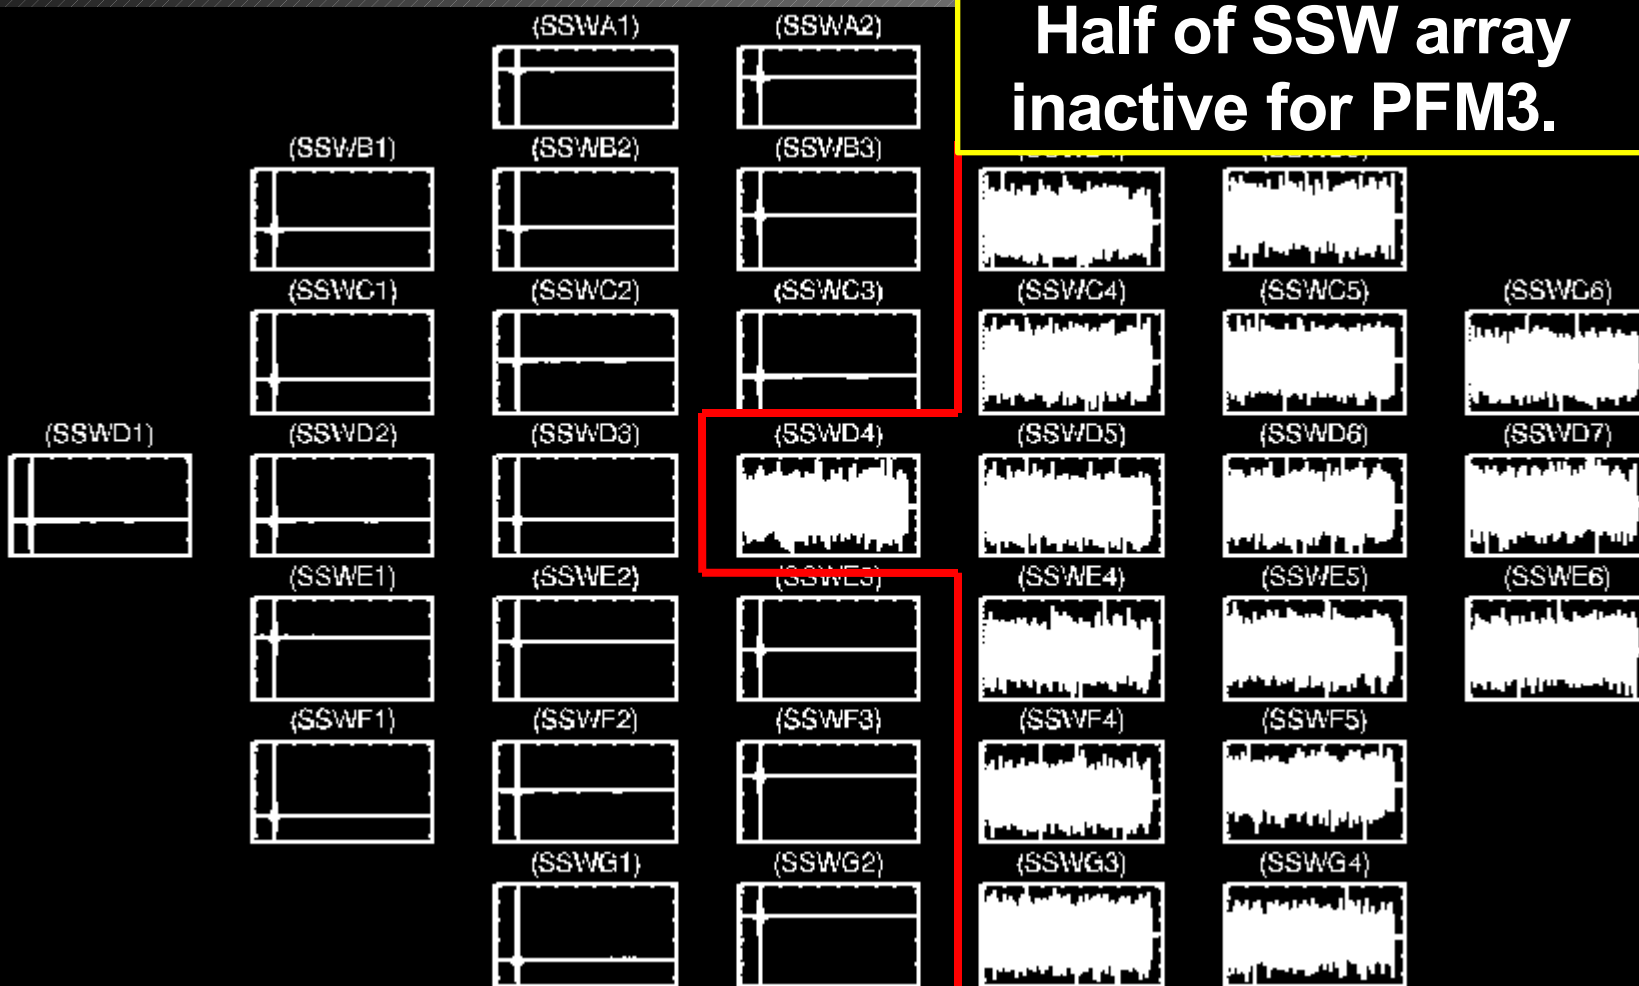 (SSWA1) (SSWA2)
Half of SSW array
inactive for PFM3.
(SSWB1) (SSWB2) (SSWB3)
(SSWC1) (SSWC2) (SSWC3) (SSWC4) (SSWC5) (SSWC6)
(SSWD1) (SSWD2) (SSWD3) (SSWD4) (SSWD5) (SSWD6) (SSWD7)
(SSWE1) (SSWE2) (SSWE3) (SSWE4) (SSWE5) (SSWE6)
(SSWF1) (SSWF2) (SSWF3) (SSWF4) (SSWF5)
(SSWG1) (SSWG2) (SSWG3) (SSWG4)